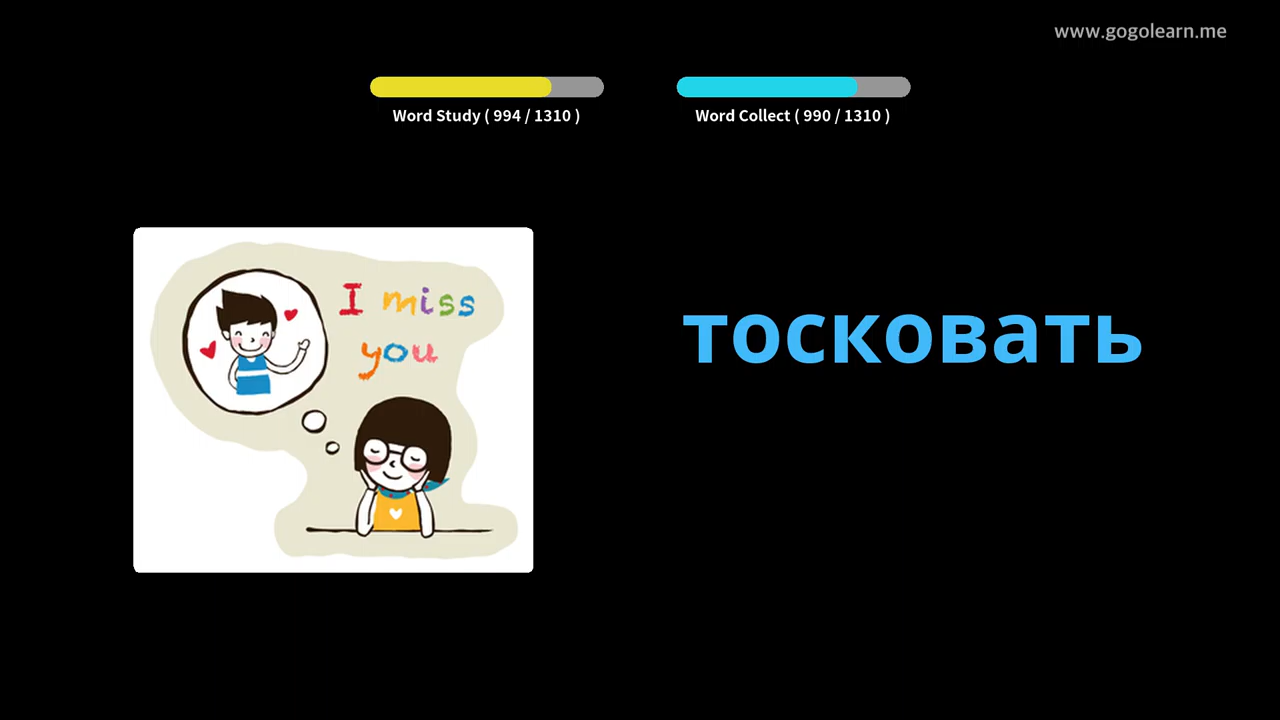 www.gogolearn.me
Word Study ( 994 / 1310 )
Word Collect ( 990 / 1310 )
I miss
you
тосковать